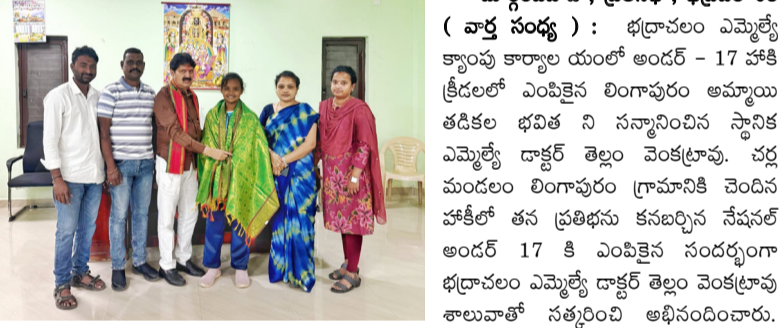 ( వార్త సంధ్య ) : భద్రాచలం ఎమ్మెల్యే
క్యాంపు కార్యాల యంలో అండర్ - 17 హాకి
క్రీడలలో ఎంపికైన లింగాపురం అమ్మాయి
తడికల భవిత ని సన్మానించిన స్థానిక
ఎమ్మెల్యే డాక్టర్ తెల్లం వెంకట్రావు. చర్ల
మండలం లింగాపురం గ్రామానికి చెందిన
హాకీలో తన ప్రతిభను కనబర్చిన నేషనల్
అండర్ 17 కి ఎంపికైన సందర్భంగా
భద్రాచలం ఎమ్మెల్యే డాక్టర్ తెల్లం వెంకట్రావు
శాలువాతో సత్కరించి అభినందించారు.